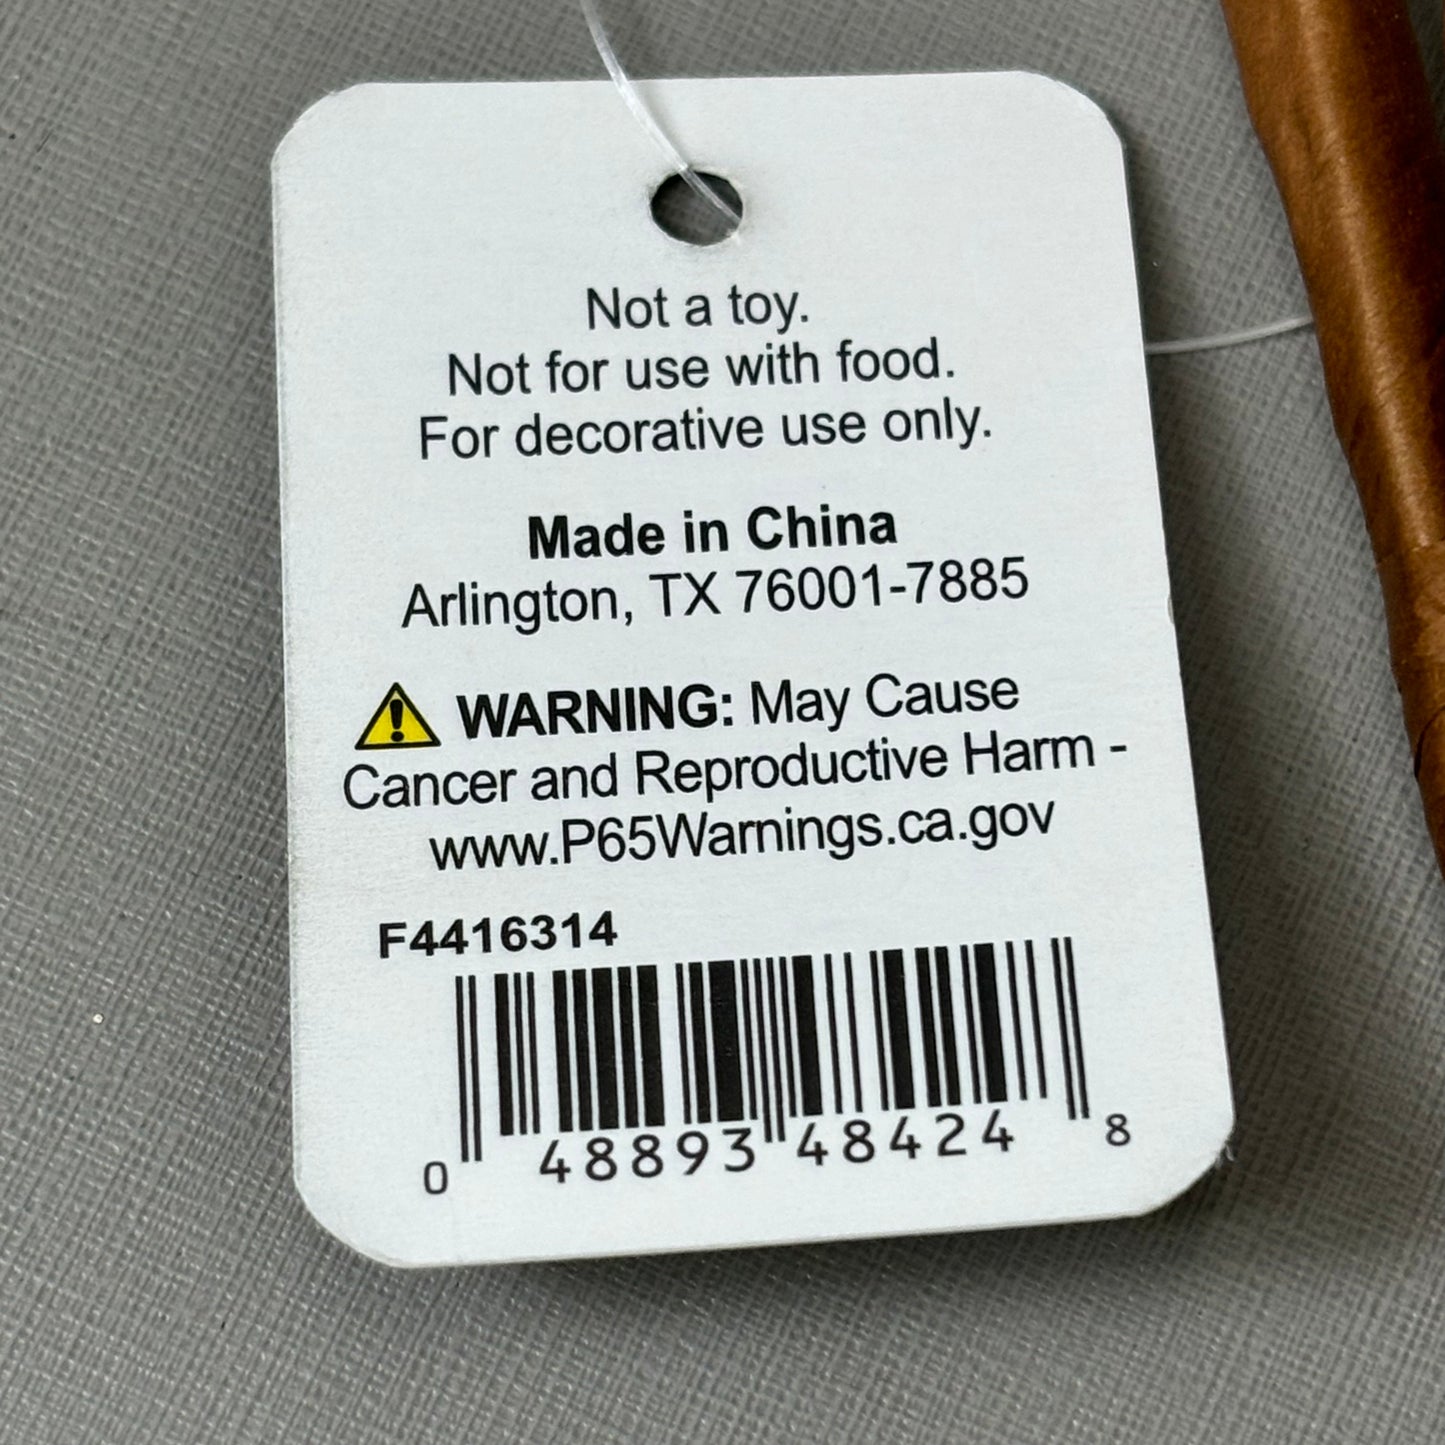 Not a toy.
Not for use with food.
For decorative use only.
Made in China
Arlington, TX 76001-7885
WARNING: May Cause
Cancer and Reproductive Harm -
www.P65Warnings.ca.gov
F4416314
0 48893 48424 8